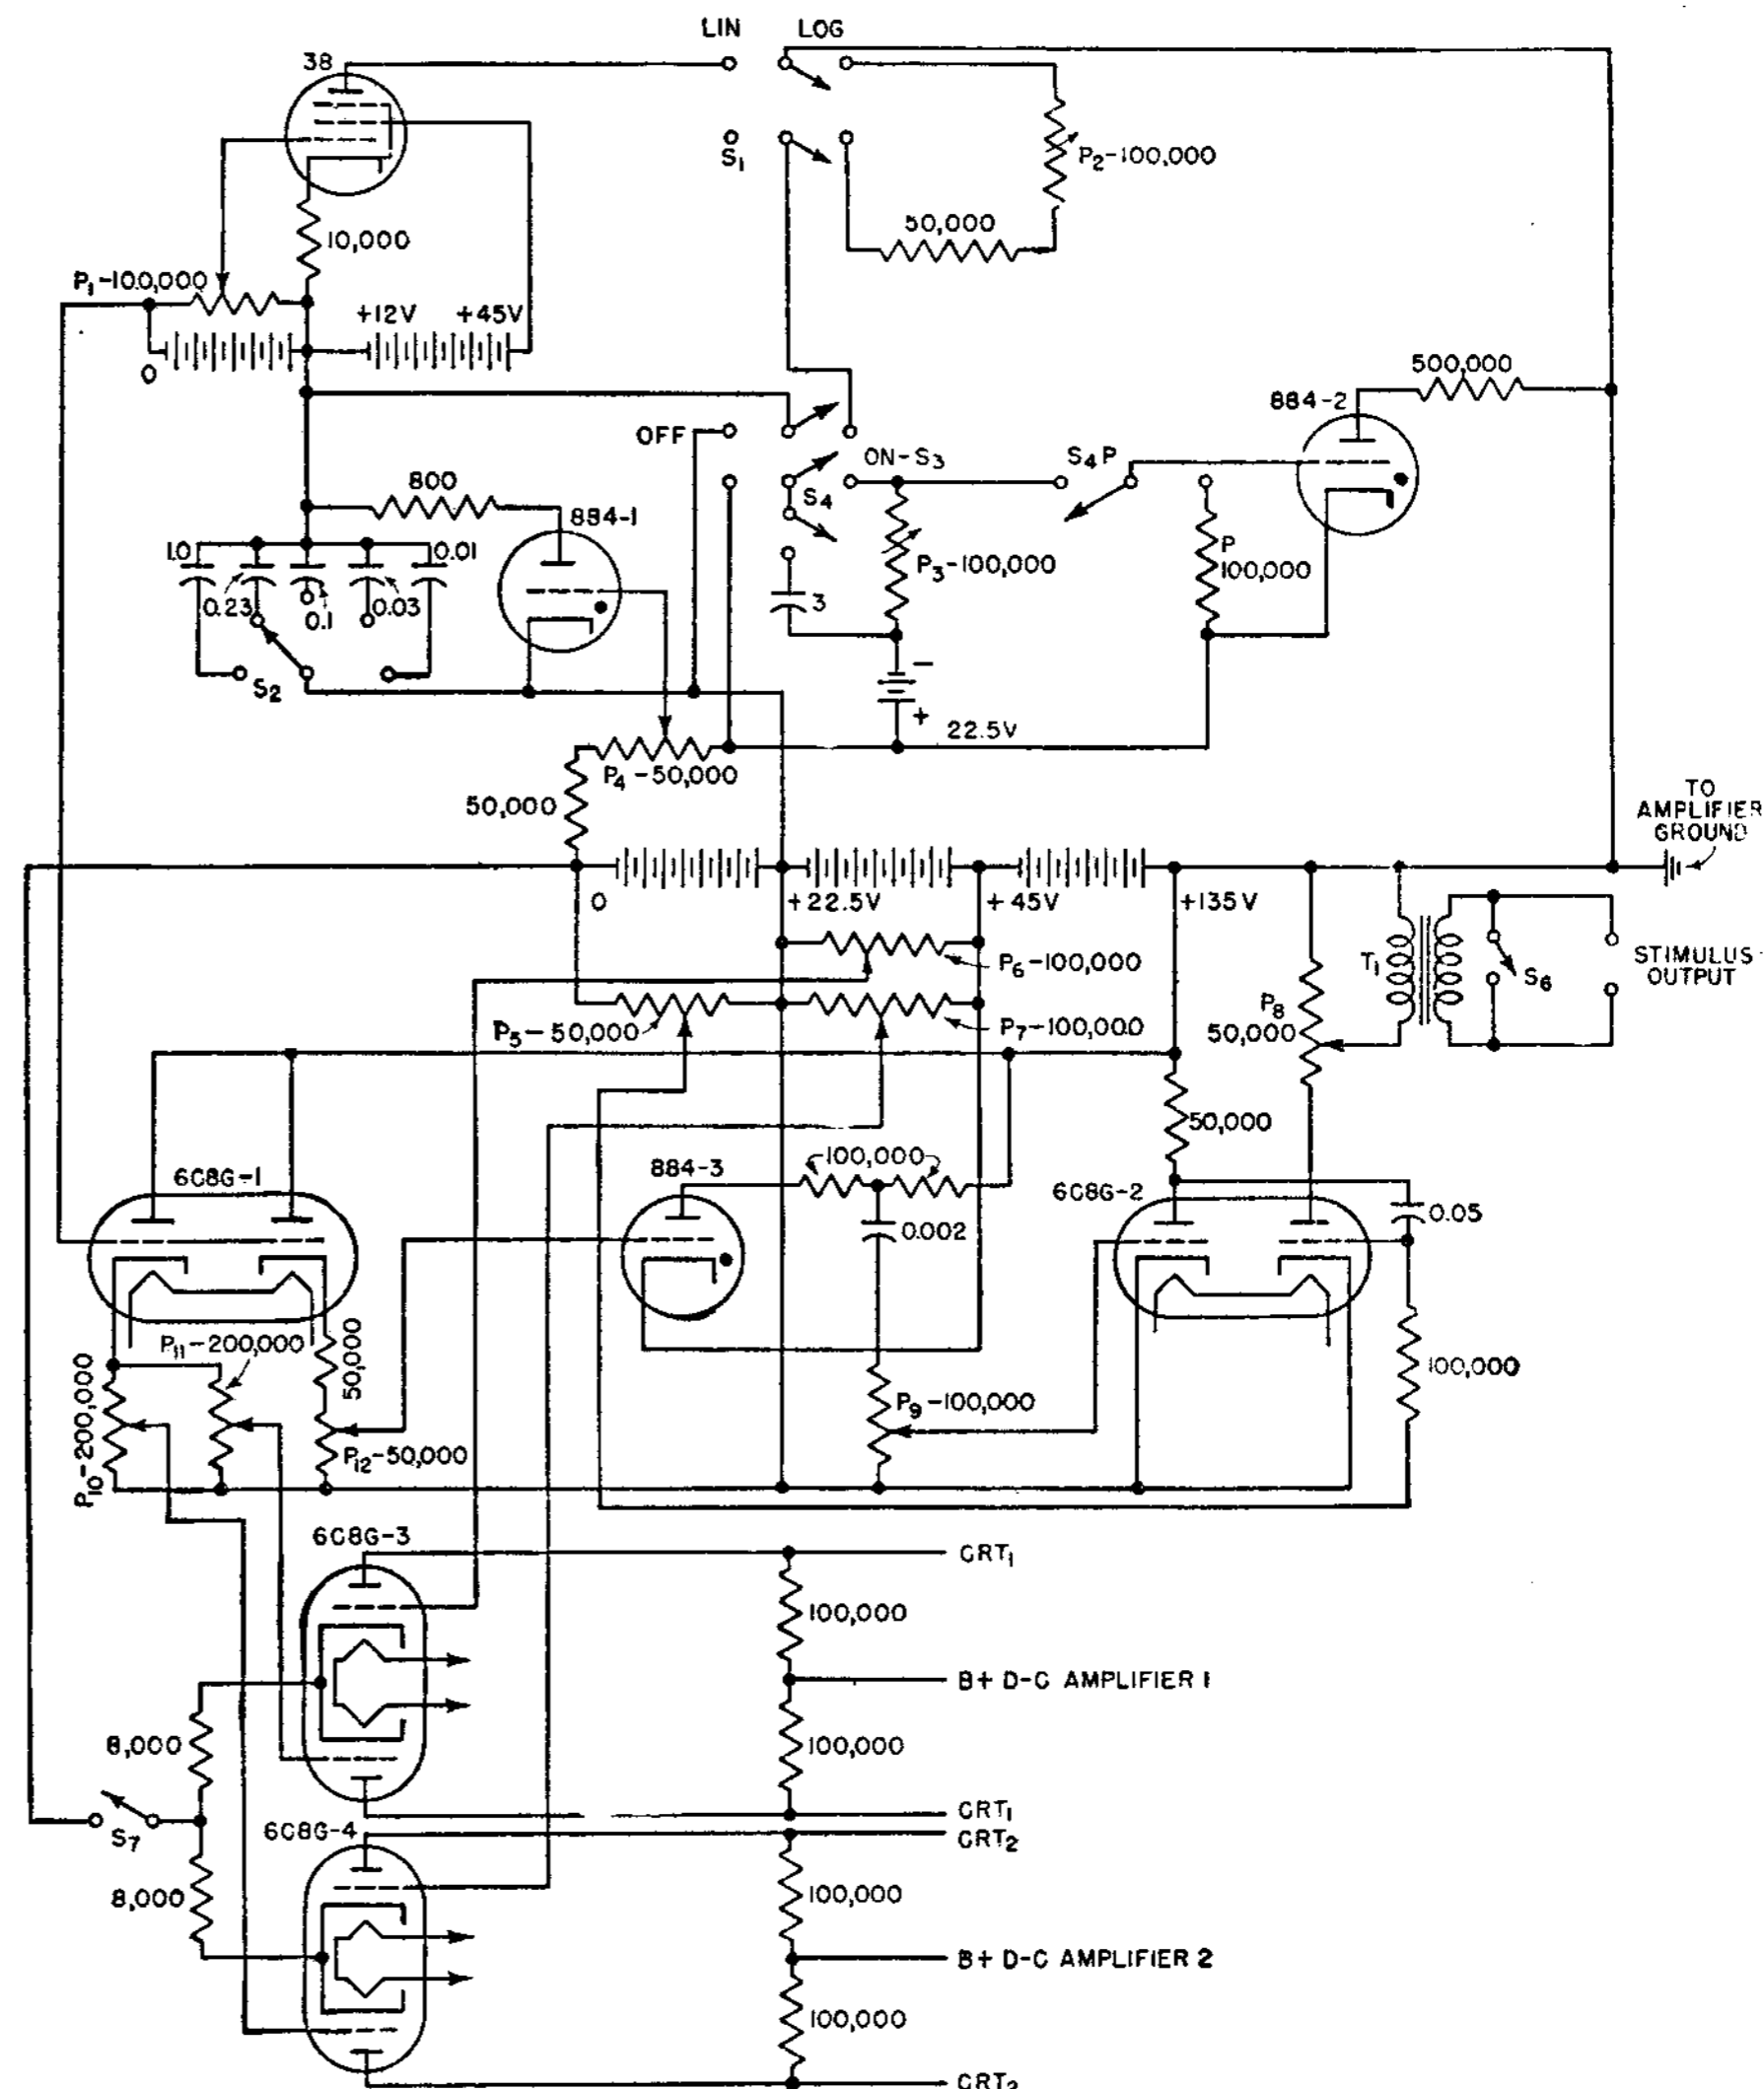 LIN LOG
38
S1
P2-100,000
50,000
10,000
P1-100,000
+12V +45V
0
500,000
884-2
OFF
ON-S3
S4P
S4
800
884-1
1.0
0.01
0.23
0.1
0.03
P3-100,000
P
100,000
3
S2
-
+
22.5V
P4-50,000
50,000
TO
AMPLIFIER
GROUND
0
+22.5V
+45V
+135V
P6-100,000
T1
S6
STIMULUS
OUTPUT
P5-50,000
P7-100,000
P8
50,000
50,000
6C8G-1
884-3
100,000
6C8G-2
0.002
0.05
P11-200,000
50,000
P10-200,000
P12-50,000
P9-100,000
100,000
6C8G-3
CRT1
100,000
B+ D-C AMPLIFIER 1
8,000
100,000
S7
CRT1
6C8G-4
CRT2
8,000
100,000
B+ D-C AMPLIFIER 2
100,000
CRT2